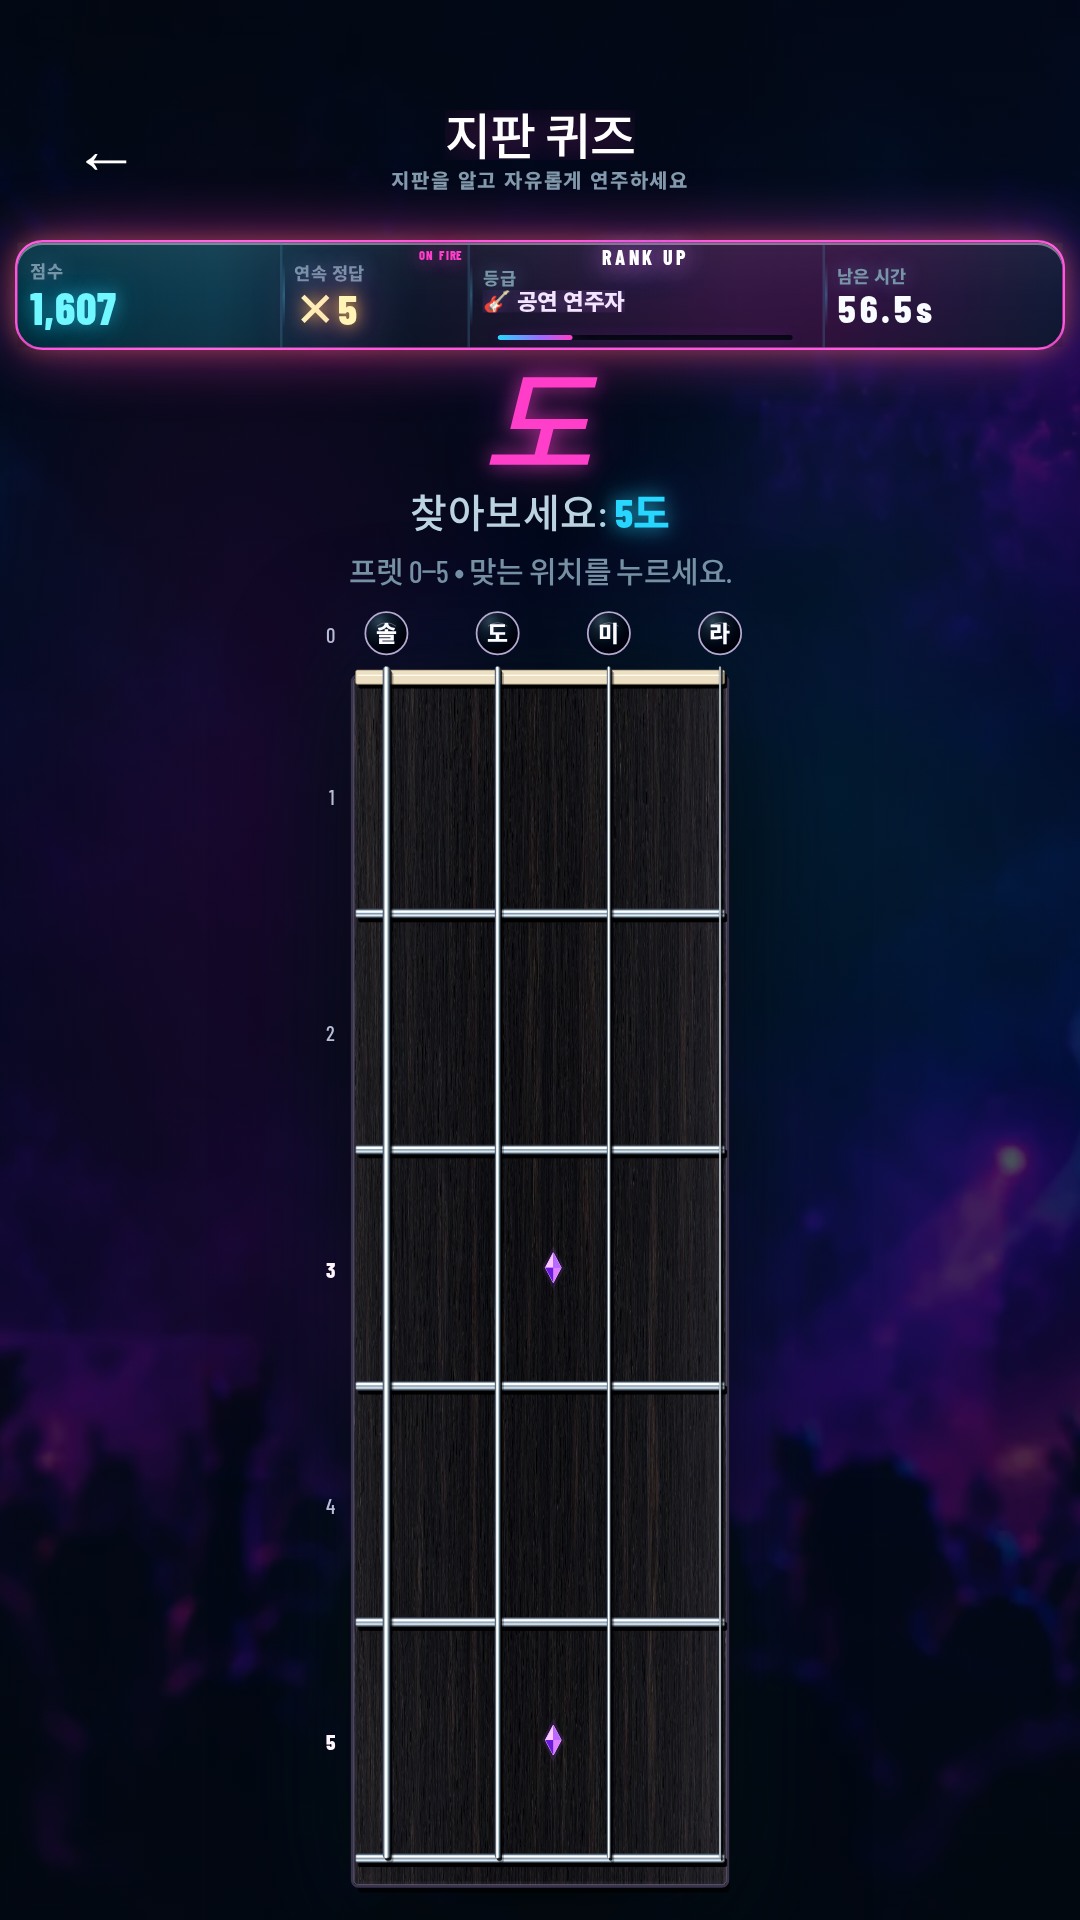 ←
지판 퀴즈
지판을 알고 자유롭게 연주하세요
점수
1,607
연속 정답
ON FIRE
×5
RANK UP
등급
🎸 공연 연주자
남은 시간
56.5s
도
찾아보세요: 5도
프렛 0–5 • 맞는 위치를 누르세요.
0 솔 도 미 라
1
2
3
4
5